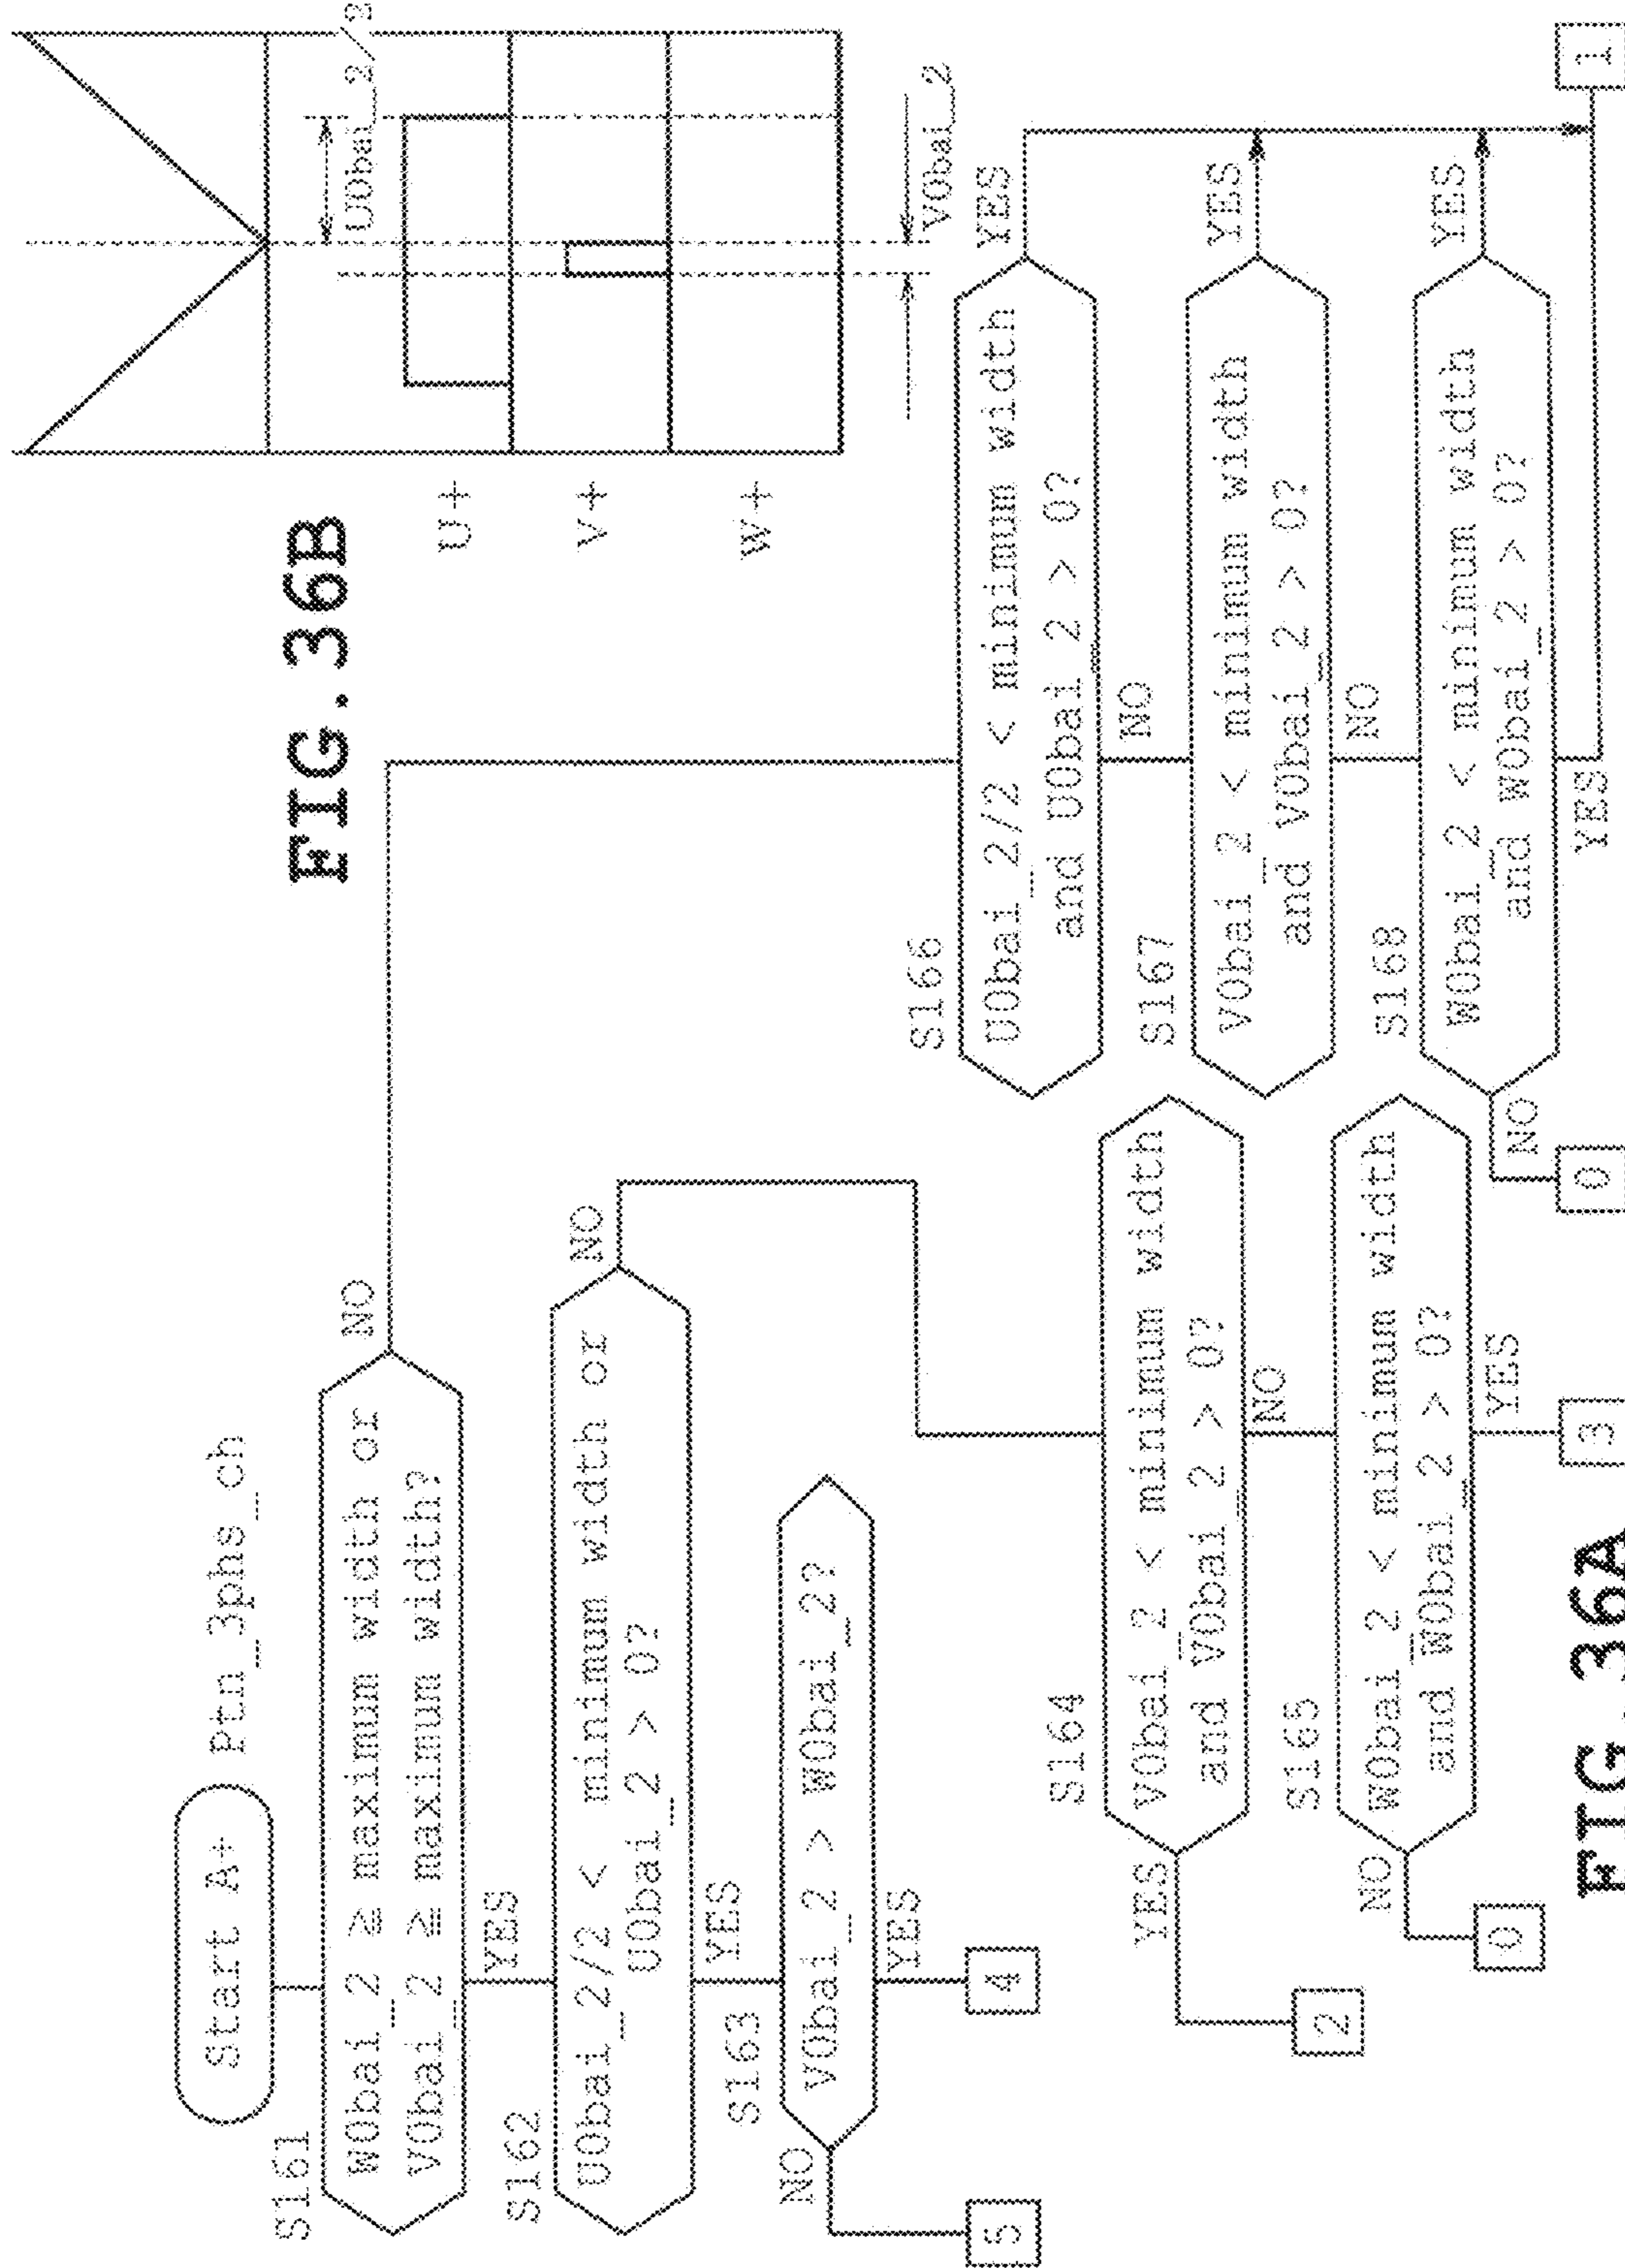 Start A+ Ptn_3phs_ch
S161
W0bai_2 ≧ maximum width or
V0bai_2 ≧ maximum width?
NO
YES
S162
U0bai_2/2 < minimum width or
U0bai_2 > 0?
NO
YES
S163
V0bai_2 > W0bai_2?
NO
YES
5
4
S164
V0bai_2 < minimum width
and V0bai_2 > 0?
YES
NO
2
S165
W0bai_2 < minimum width
and W0bai_2 > 0?
NO
YES
0
3
FIG. 36A
FIG. 36B
U0bai_2/2
U+
V+
W+
V0bai_2
S166
U0bai_2/2 < minimum width
and U0bai_2 > 0?
YES
NO
S167
V0bai_2 < minimum width
and V0bai_2 > 0?
YES
NO
S168
W0bai_2 < minimum width
and W0bai_2 > 0?
YES
NO
YES
0
1